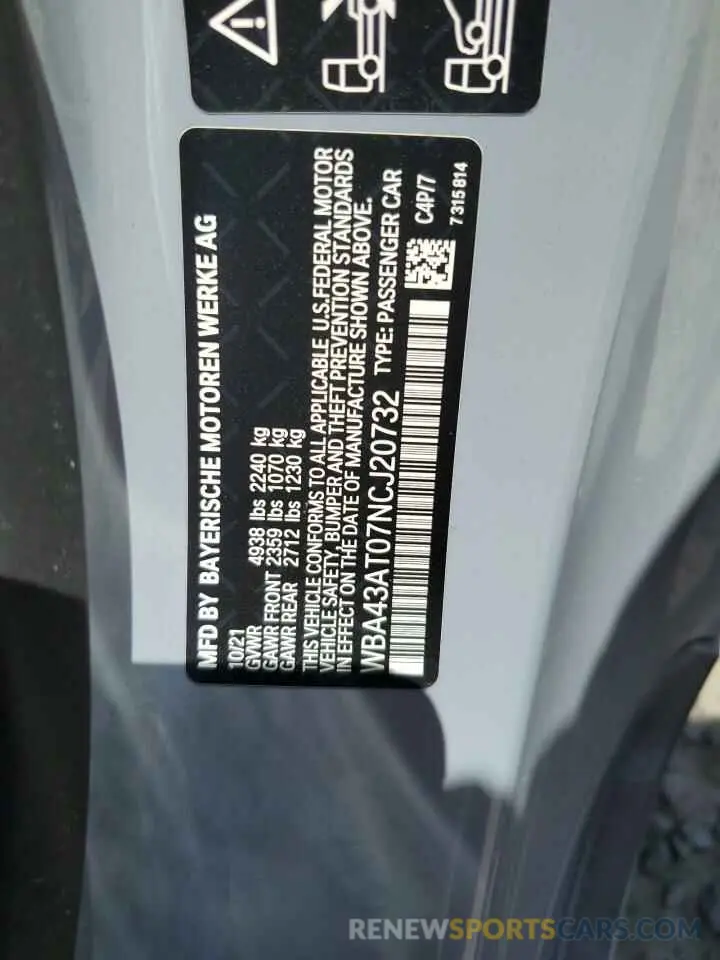 MFD BY BAYERISCHE MOTOREN WERKE AG
10/21
GVWR 4938 lbs 2240 kg
GAWR FRONT 2359 lbs 1070 kg
GAWR REAR 2712 lbs 1230 kg
THIS VEHICLE CONFORMS TO ALL APPLICABLE U.S.FEDERAL MOTOR
VEHICLE SAFETY, BUMPER AND THEFT PREVENTION STANDARDS
IN EFFECT ON THE DATE OF MANUFACTURE SHOWN ABOVE.
WBA43AT07NCJ20732 TYPE: PASSENGER CAR
C4P/7
7315814
RENEWSPORTSCARS.COM